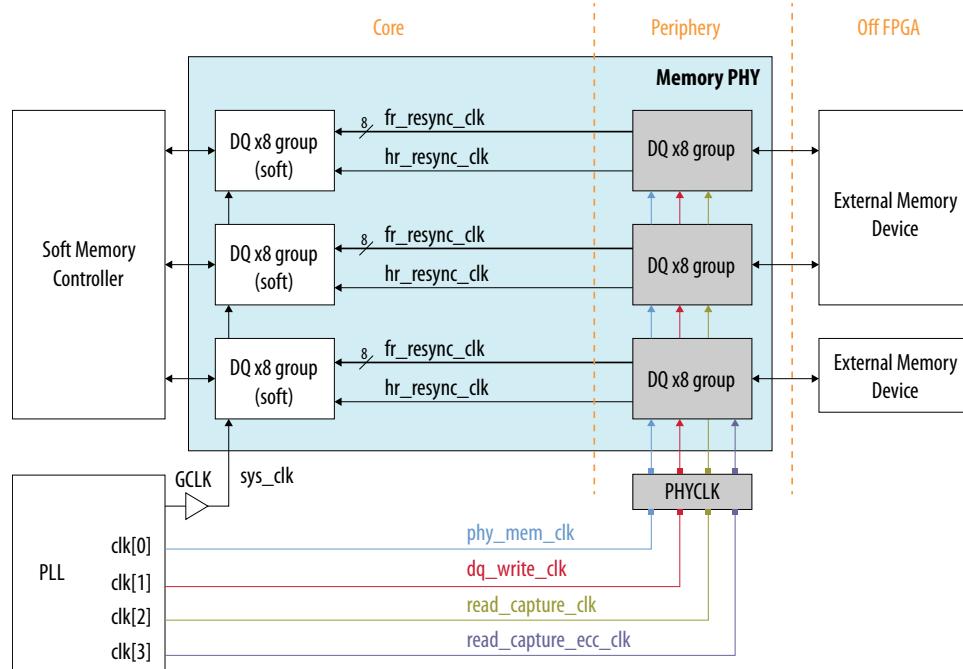 Core
Periphery
Off FPGA
Memory PHY
DQ x8 group
(soft)
8
fr_resync_clk
hr_resync_clk
DQ x8 group
Soft Memory
Controller
DQ x8 group
(soft)
8
fr_resync_clk
hr_resync_clk
DQ x8 group
External Memory
Device
DQ x8 group
(soft)
8
fr_resync_clk
hr_resync_clk
DQ x8 group
External Memory
Device
GCLK
sys_clk
PHYCLK
PLL
clk[0]
phy_mem_clk
clk[1]
dq_write_clk
clk[2]
read_capture_clk
clk[3]
read_capture_ecc_clk